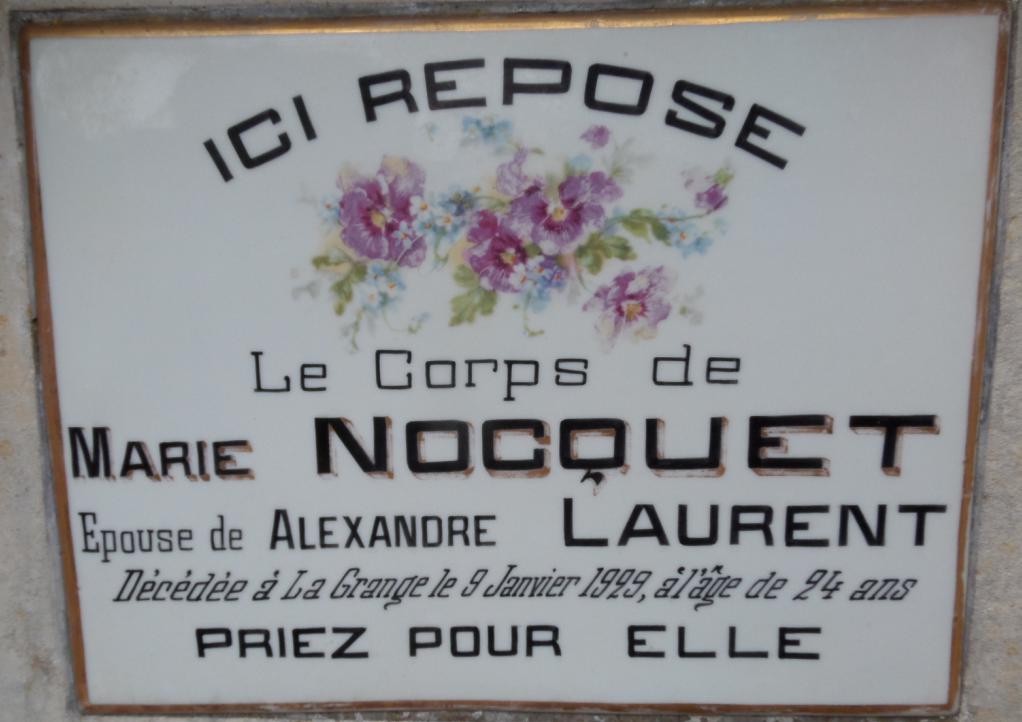 ICI REPOSE
Le Corps de
MARIE NOCQUET
Epouse de ALEXANDRE LAURENT
Décédée á La Grange le 9 Janvier 1929, á l'âge de 24 ans
PRIEZ POUR ELLE